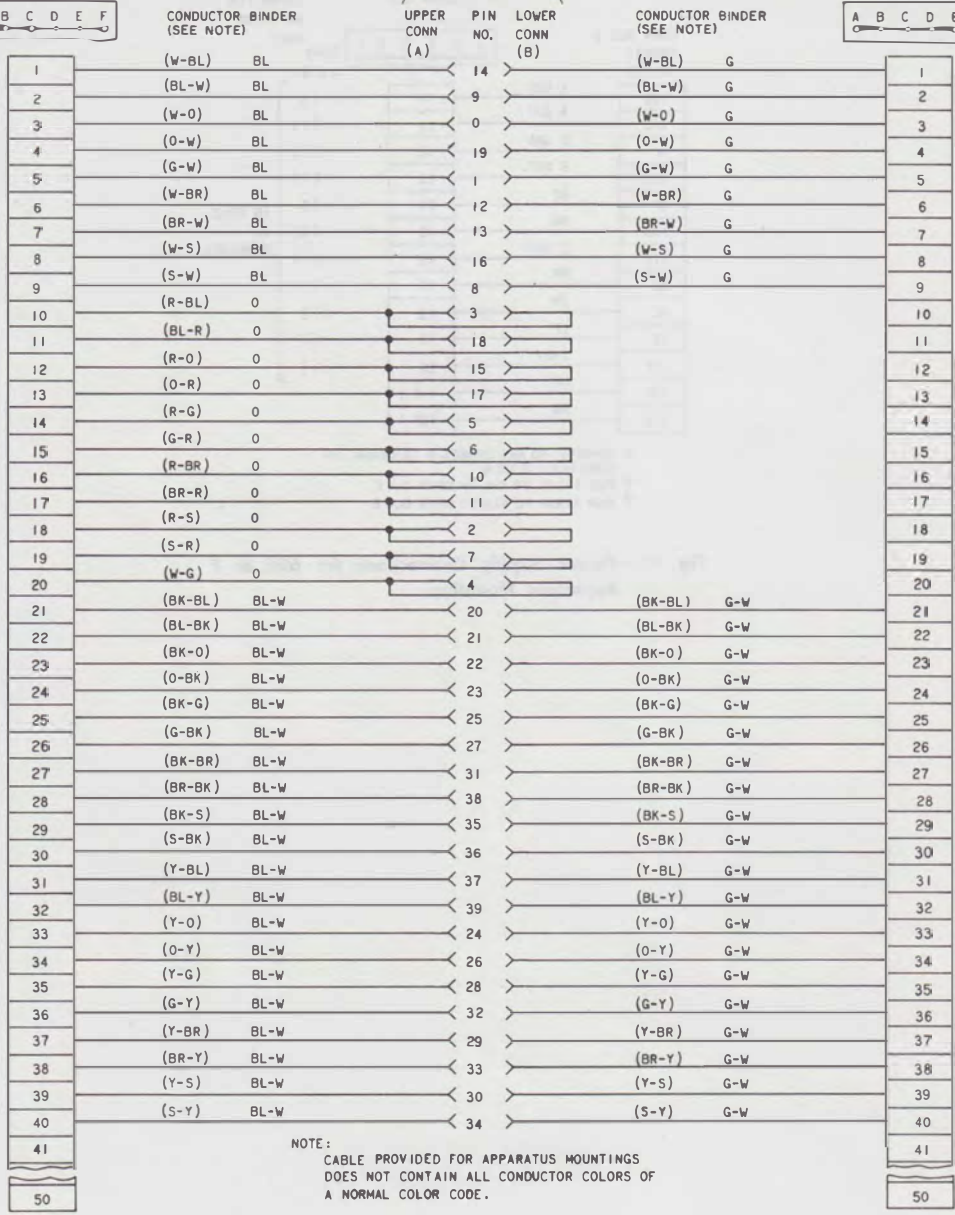 B C D E F
CONDUCTOR BINDER
(SEE NOTE)
UPPER CONN (A)
PIN NO.
LOWER CONN (B)
CONDUCTOR BINDER
(SEE NOTE)
A B C D E
1 (W-BL) BL 14 (W-BL) G 1
2 (BL-W) BL 9 (BL-W) G 2
3 (W-O) BL 0 (W-O) G 3
4 (O-W) BL 19 (O-W) G 4
5 (G-W) BL 1 (G-W) G 5
6 (W-BR) BL 12 (W-BR) G 6
7 (BR-W) BL 13 (BR-W) G 7
8 (W-S) BL 16 (W-S) G 8
9 (S-W) BL 8 (S-W) G 9
10 (R-BL) O 3 10
11 (BL-R) O 18 11
12 (R-O) O 15 12
13 (O-R) O 17 13
14 (R-G) O 5 14
15 (G-R) O 6 15
16 (R-BR) O 10 16
17 (BR-R) O 11 17
18 (R-S) O 2 18
19 (S-R) O 7 19
20 (W-G) O 4 20
21 (BK-BL) BL-W 20 (BK-BL) G-W 21
22 (BL-BK) BL-W 21 (BL-BK) G-W 22
23 (BK-O) BL-W 22 (BK-O) G-W 23
24 (O-BK) BL-W 23 (O-BK) G-W 24
25 (BK-G) BL-W 25 (BK-G) G-W 25
26 (G-BK) BL-W 27 (G-BK) G-W 26
27 (BK-BR) BL-W 31 (BK-BR) G-W 27
28 (BR-BK) BL-W 38 (BR-BK) G-W 28
29 (BK-S) BL-W 35 (BK-S) G-W 29
30 (S-BK) BL-W 36 (S-BK) G-W 30
31 (Y-BL) BL-W 37 (Y-BL) G-W 31
32 (BL-Y) BL-W 39 (BL-Y) G-W 32
33 (Y-O) BL-W 24 (Y-O) G-W 33
34 (O-Y) BL-W 26 (O-Y) G-W 34
35 (Y-G) BL-W 28 (Y-G) G-W 35
36 (G-Y) BL-W 32 (G-Y) G-W 36
37 (Y-BR) BL-W 29 (Y-BR) G-W 37
38 (BR-Y) BL-W 33 (BR-Y) G-W 38
39 (Y-S) BL-W 30 (Y-S) G-W 39
40 (S-Y) BL-W 34 (S-Y) G-W 40
41 41
50 50
NOTE:
CABLE PROVIDED FOR APPARATUS MOUNTINGS
DOES NOT CONTAIN ALL CONDUCTOR COLORS OF
A NORMAL COLOR CODE.